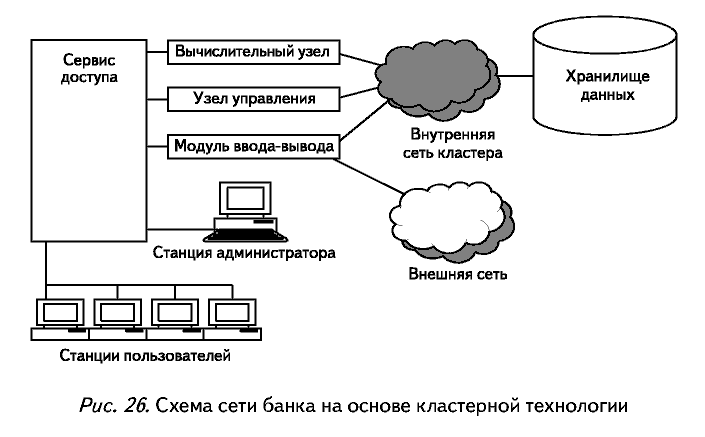 Сервис
доступа
Вычислительный узел
Узел управления
Модуль ввода-вывода
Внутренняя
сеть кластера
Хранилище
данных
Станция администратора
Внешняя сеть
Станции пользователей
Рис. 26. Схема сети банка на основе кластерной технологии